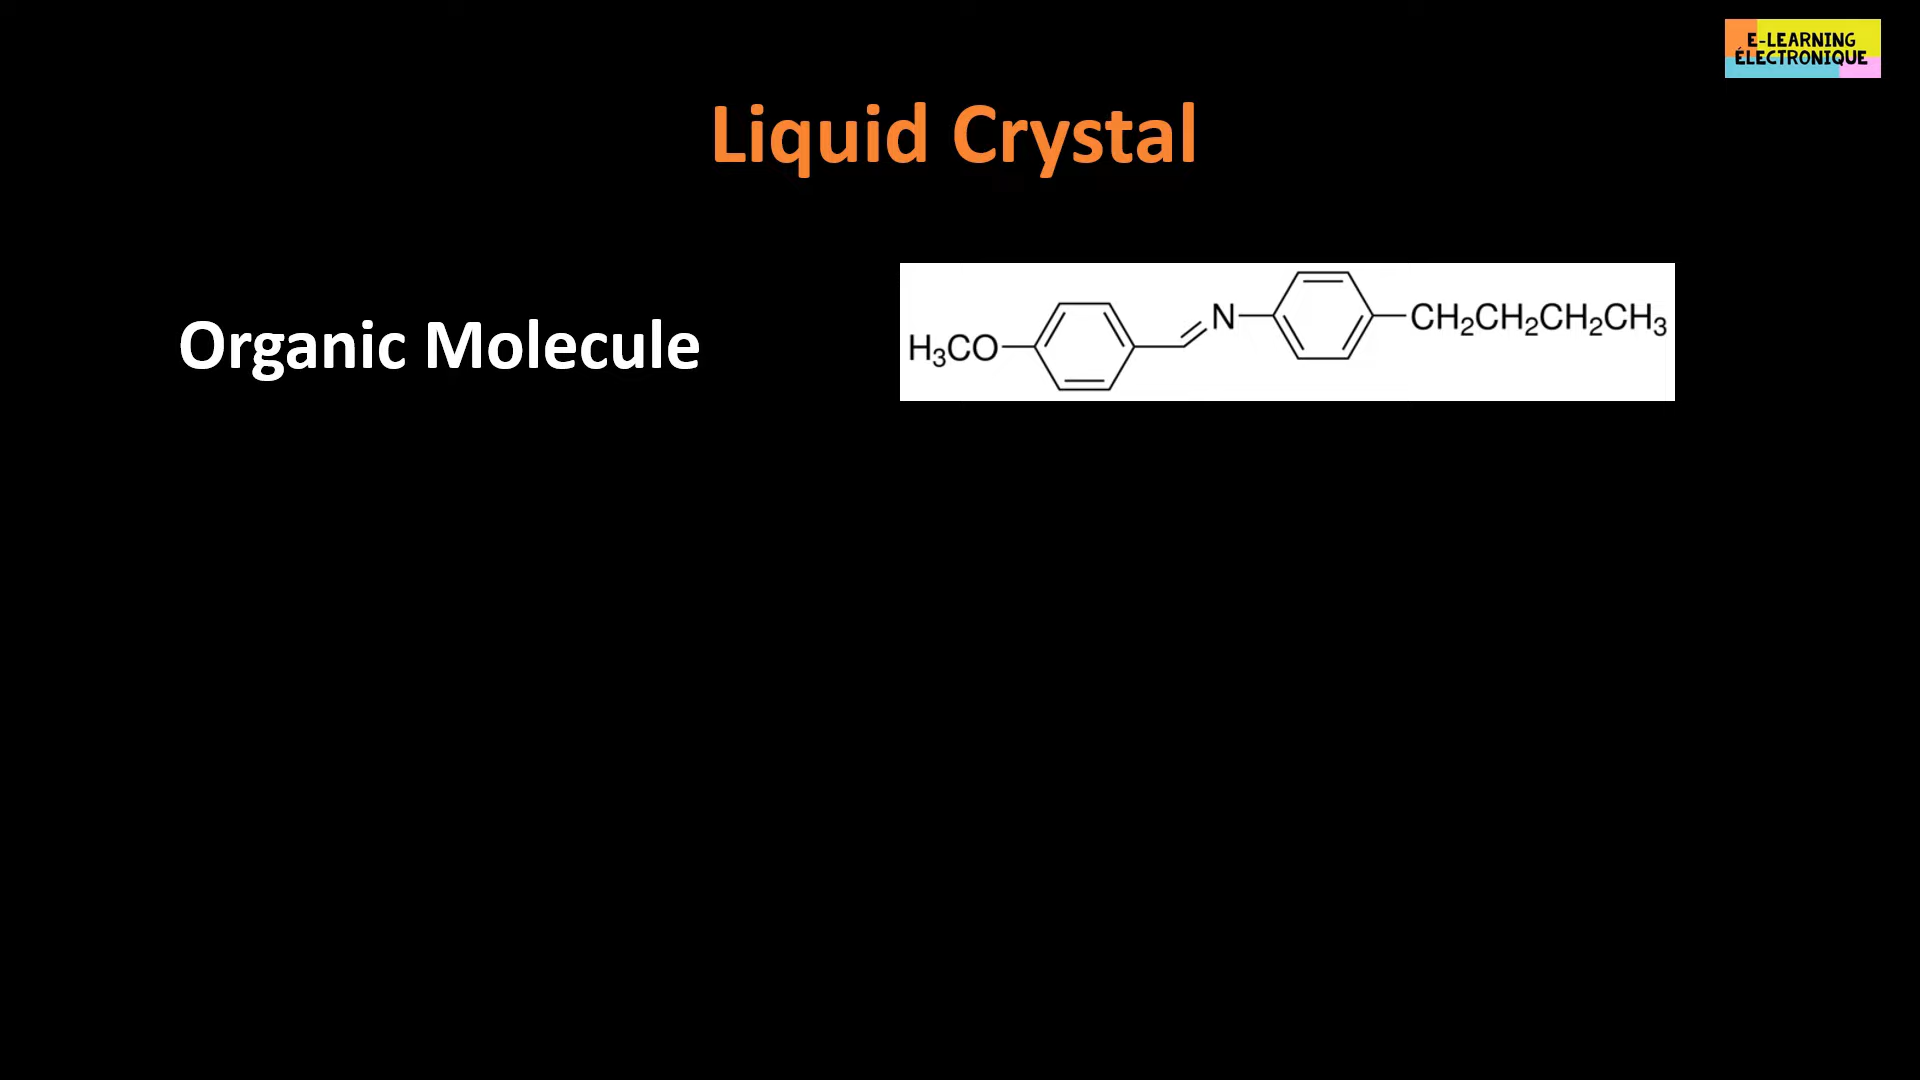 E-LEARNING
ÉLECTRONIQUE
Liquid Crystal
Organic Molecule
H₃CO N CH₂CH₂CH₂CH₃